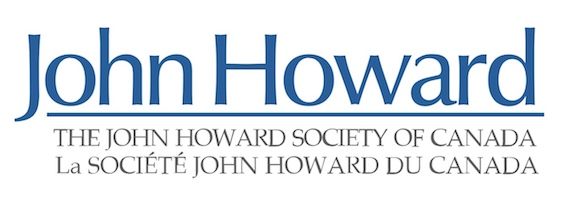 John Howard
THE JOHN HOWARD SOCIETY OF CANADA
La SOCIÉTÉ JOHN HOWARD DU CANADA